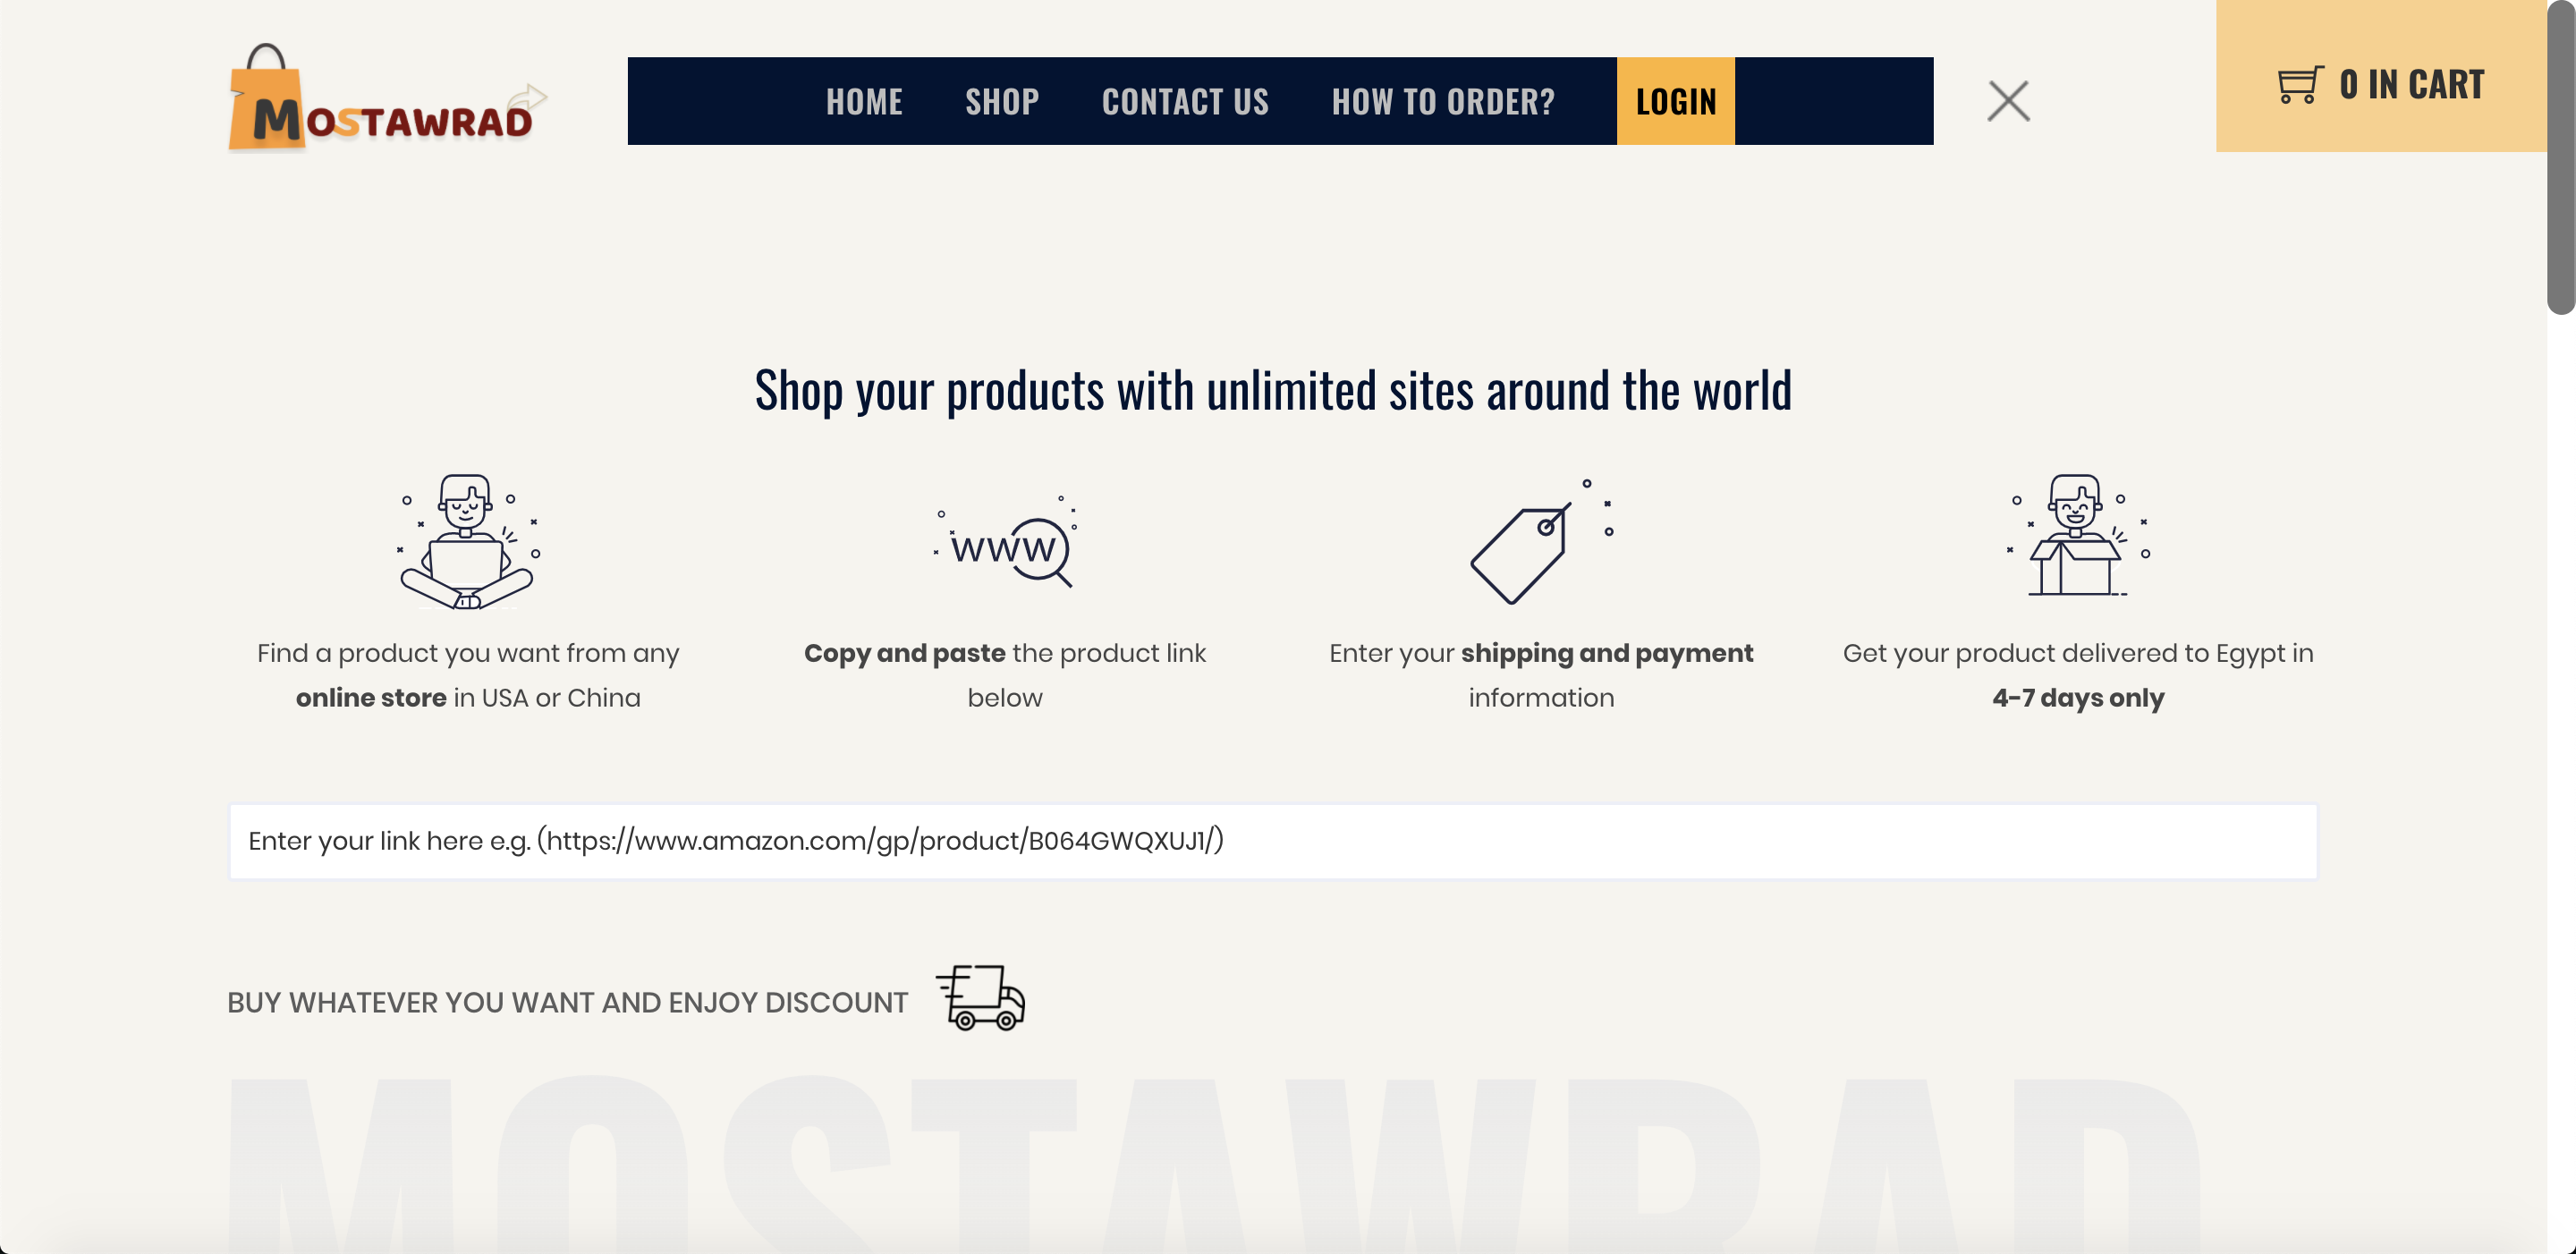 MOSTAWRAD
HOME SHOP CONTACT US HOW TO ORDER? LOGIN
0 IN CART
Shop your products with unlimited sites around the world
Find a product you want from any
online store in USA or China
www
Copy and paste the product link
below
Enter your shipping and payment
information
Get your product delivered to Egypt in
4-7 days only
Enter your link here e.g. (https://www.amazon.com/gp/product/B064GWQXUJ1/)
BUY WHATEVER YOU WANT AND ENJOY DISCOUNT
MOSTAWRAD